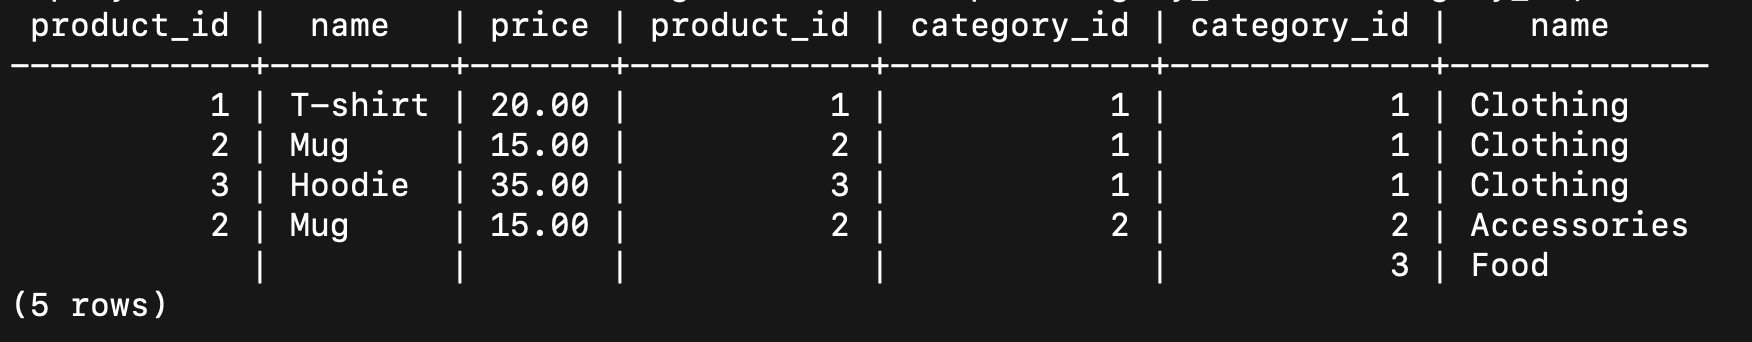 product_id |  name   | price | product_id | category_id | category_id |    name
------------+---------+-------+------------+-------------+-------------+-------------
          1 | T-shirt | 20.00 |          1 |           1 |           1 | Clothing
          2 | Mug     | 15.00 |          2 |           1 |           1 | Clothing
          3 | Hoodie  | 35.00 |          3 |           1 |           1 | Clothing
          2 | Mug     | 15.00 |          2 |           2 |           2 | Accessories
            |         |       |            |             |           3 | Food
(5 rows)